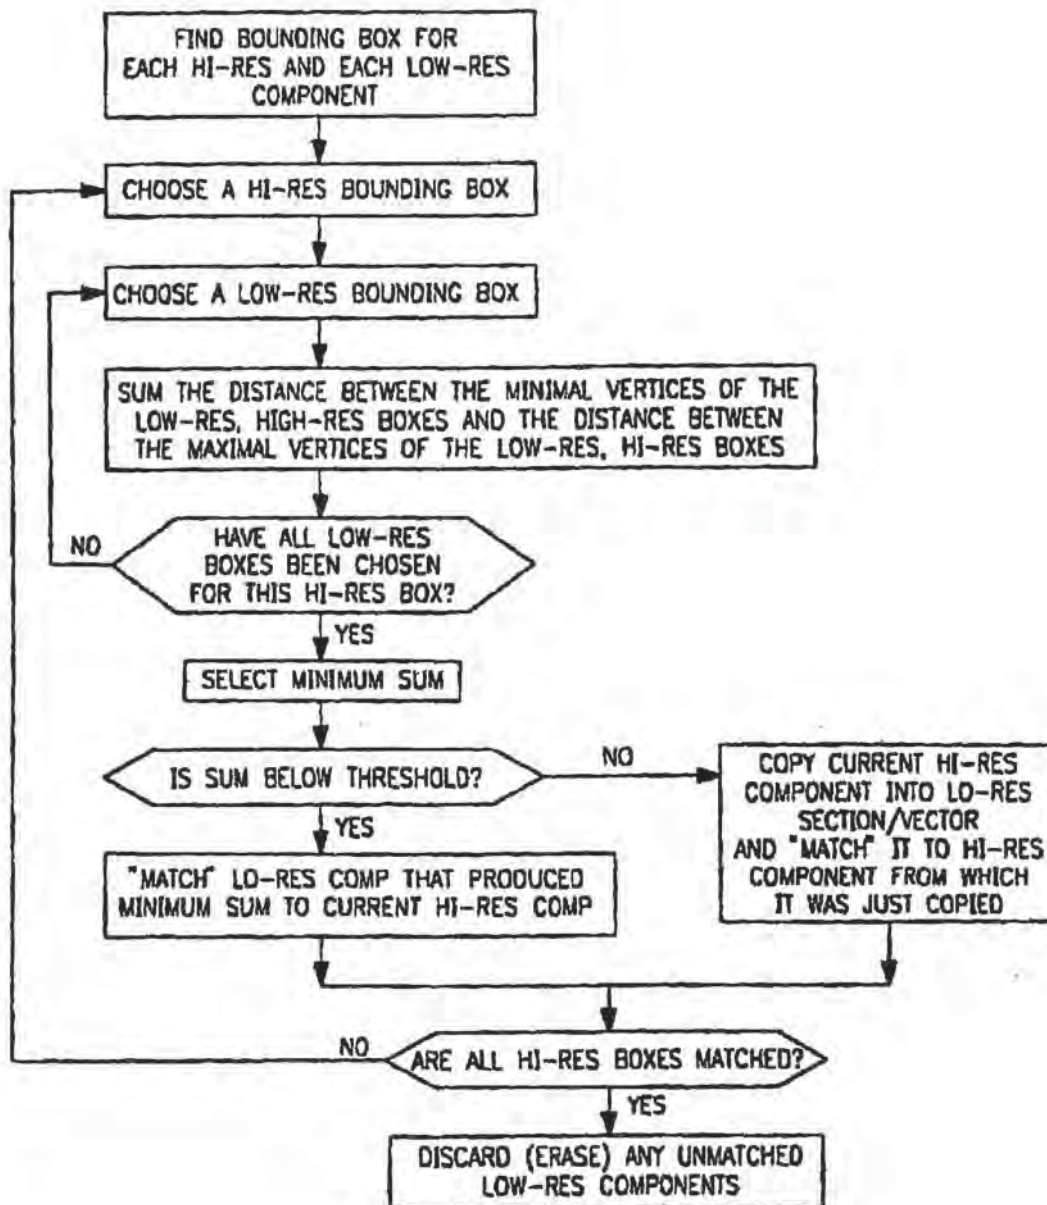 FIND BOUNDING BOX FOR
EACH HI-RES AND EACH LOW-RES
COMPONENT
CHOOSE A HI-RES BOUNDING BOX
CHOOSE A LOW-RES BOUNDING BOX
SUM THE DISTANCE BETWEEN THE MINIMAL VERTICES OF THE
LOW-RES, HIGH-RES BOXES AND THE DISTANCE BETWEEN
THE MAXIMAL VERTICES OF THE LOW-RES, HI-RES BOXES
NO
HAVE ALL LOW-RES
BOXES BEEN CHOSEN
FOR THIS HI-RES BOX?
YES
SELECT MINIMUM SUM
IS SUM BELOW THRESHOLD?
NO
YES
"MATCH" LO-RES COMP THAT PRODUCED
MINIMUM SUM TO CURRENT HI-RES COMP
COPY CURRENT HI-RES
COMPONENT INTO LO-RES
SECTION/VECTOR
AND "MATCH" IT TO HI-RES
COMPONENT FROM WHICH
IT WAS JUST COPIED
NO
ARE ALL HI-RES BOXES MATCHED?
YES
DISCARD (ERASE) ANY UNMATCHED
LOW-RES COMPONENTS